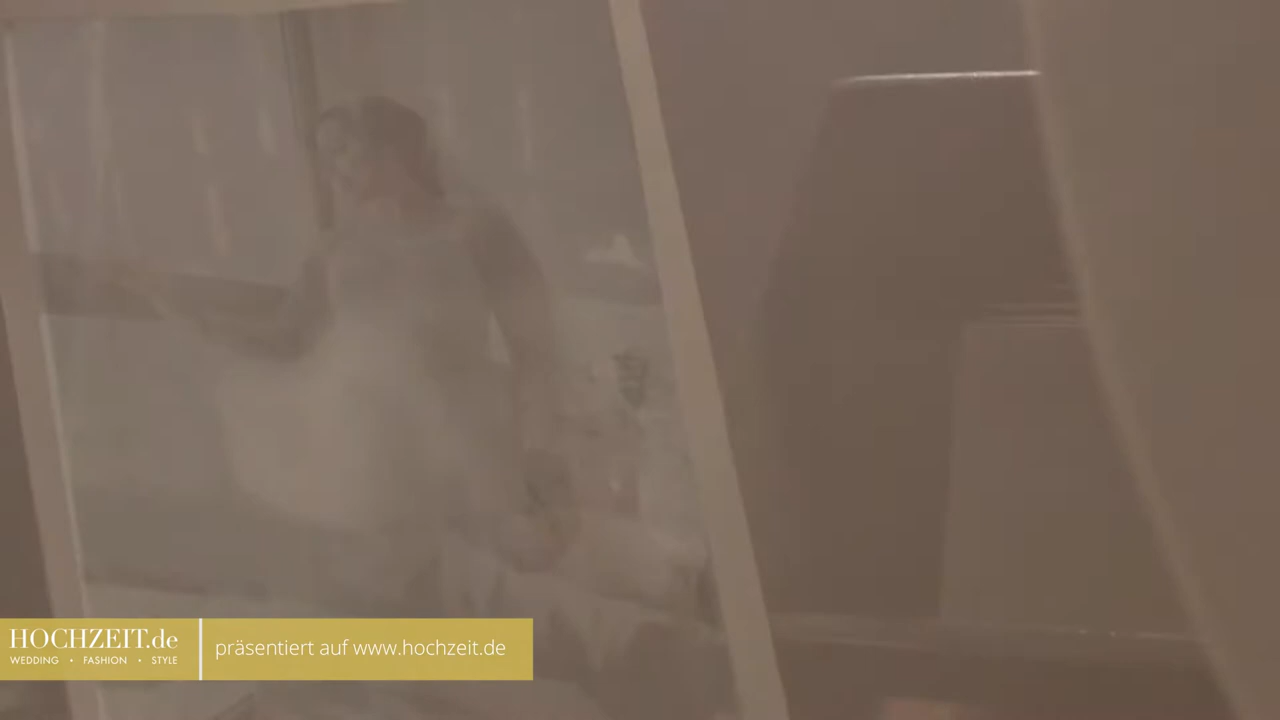 HOCHZEIT.de
WEDDING • FASHION • STYLE
präsentiert auf www.hochzeit.de